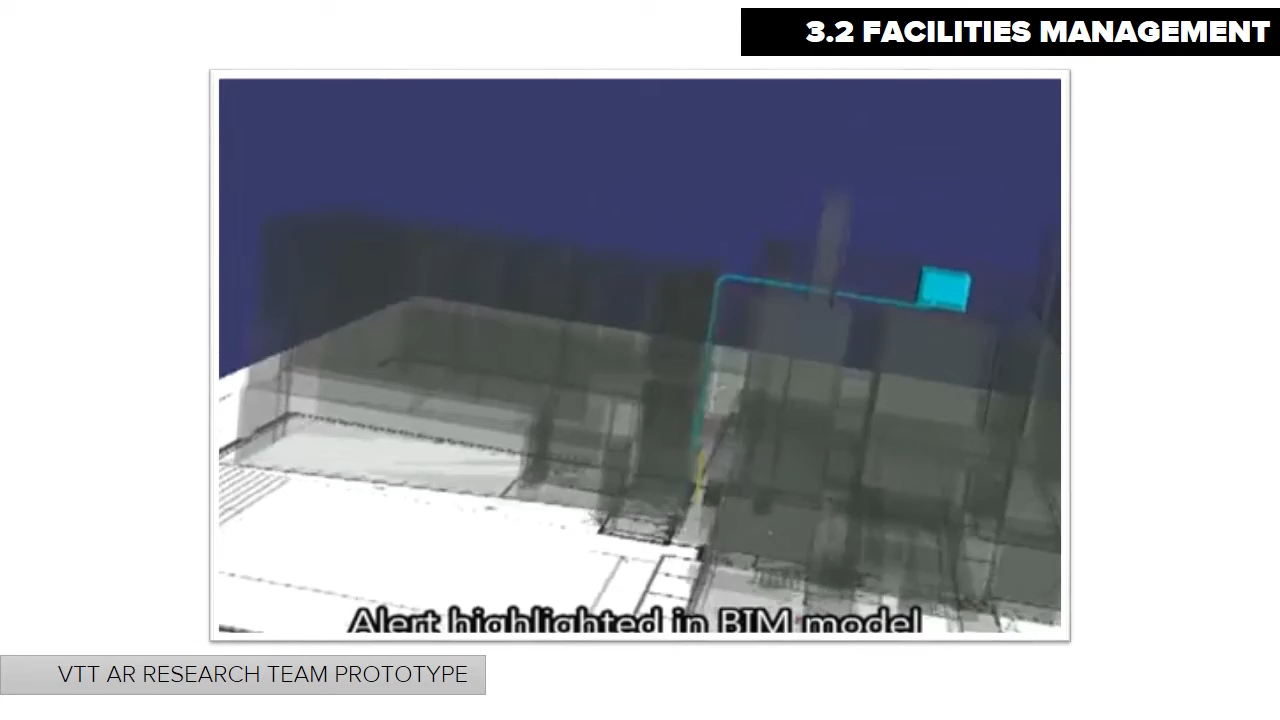 3.2 FACILITIES MANAGEMENT
Alert highlighted in BIM model
VTT AR RESEARCH TEAM PROTOTYPE